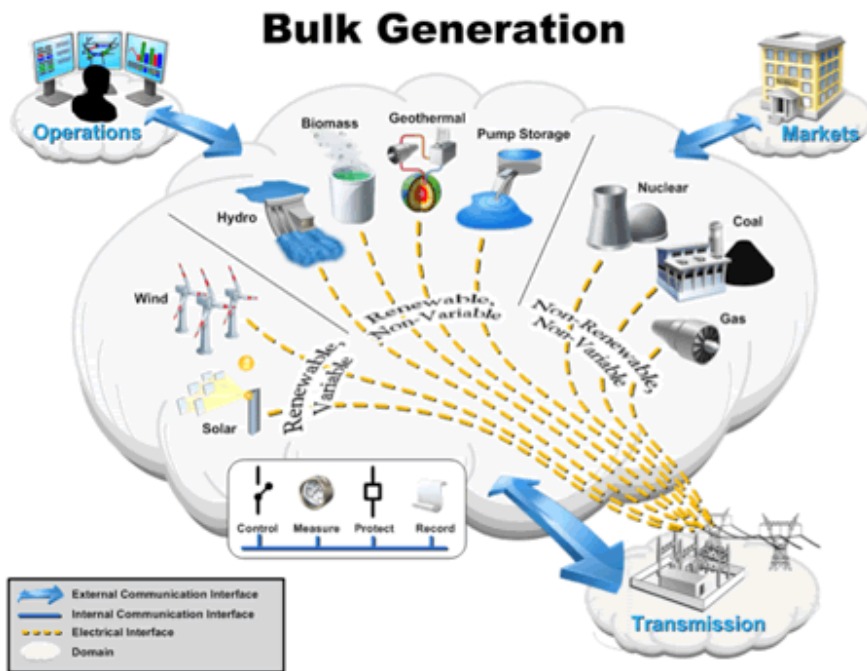 Bulk Generation
Operations
Markets
Biomass
Geothermal
Pump Storage
Hydro
Nuclear
Coal
Wind
Gas
Solar
Renewable,
Variable
Renewable,
Non-Variable
Non-Renewable,
Non-Variable
Control
Measure
Protect
Record
Transmission
External Communication Interface
Internal Communication Interface
Electrical Interface
Domain